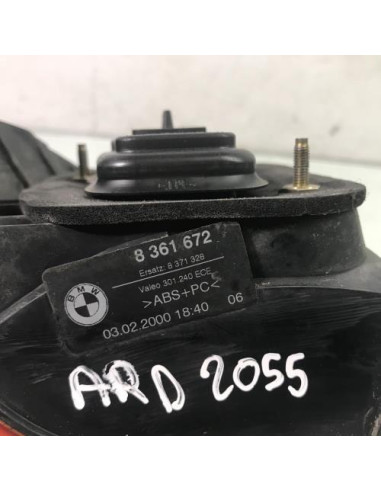 8 361 672
Ersatz: 8 371 328
Valeo 301.240 ECE
>ABS+PC<
03.02.2000 18:40 06
BMW
ARD 2055